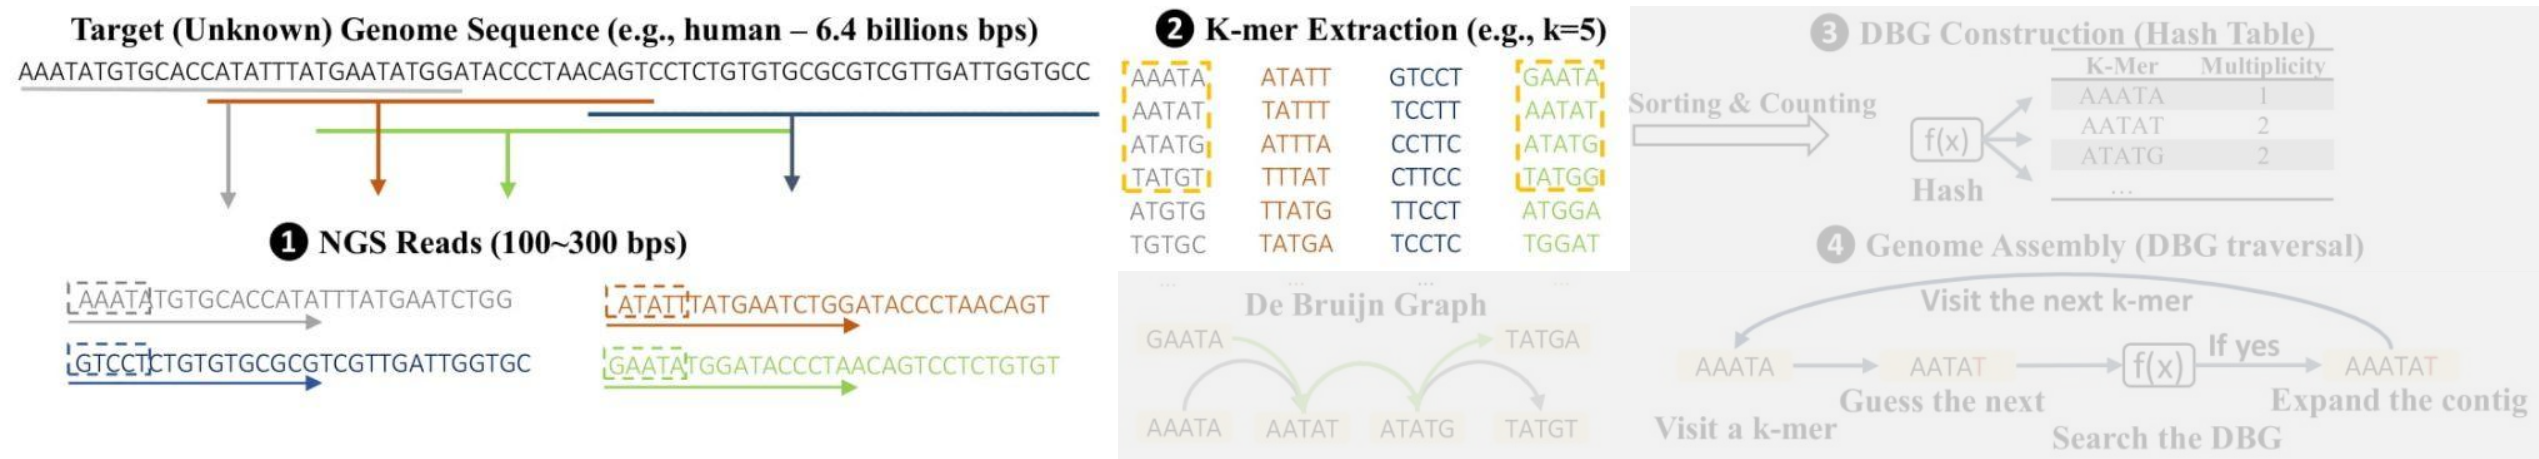 Target (Unknown) Genome Sequence (e.g., human – 6.4 billions bps)
AAATATGTGCACCATATTTATGAATATGGATACCCTAACAGTCCTCTGTGTGCGCGTCGTTGATTGGTGCC
❶ NGS Reads (100~300 bps)
AAATATGTGCACCATATTTATGAATCTGG
ATATTTATGAATCTGGATACCCTAACAGT
GTCCTCTGTGTGCGCGTCGTTGATTGGTGC
GAATATGGATACCCTAACAGTCCTCTGTGT
❷ K-mer Extraction (e.g., k=5)
AAATA ATATT GTCCT GAATA
AATAT TATTT TCCTT AATAT
ATATG ATTTA CCTTC ATATG
TATGT TTTAT CTTCC TATGG
ATGTG TTATG TTCCT ATGGA
TGTGC TATGA TCCTC TGGAT
... ... ... ...
De Bruijn Graph
GAATA TATGA
AAATA AATAT ATATG TATGT
❸ DBG Construction (Hash Table)
Sorting & Counting
f(x)
Hash
K-Mer Multiplicity
AAATA 1
AATAT 2
ATATG 2
...
❹ Genome Assembly (DBG traversal)
Visit the next k-mer
AAATA AATAT f(x) If yes AAATAT
Visit a k-mer
Guess the next
Search the DBG
Expand the contig